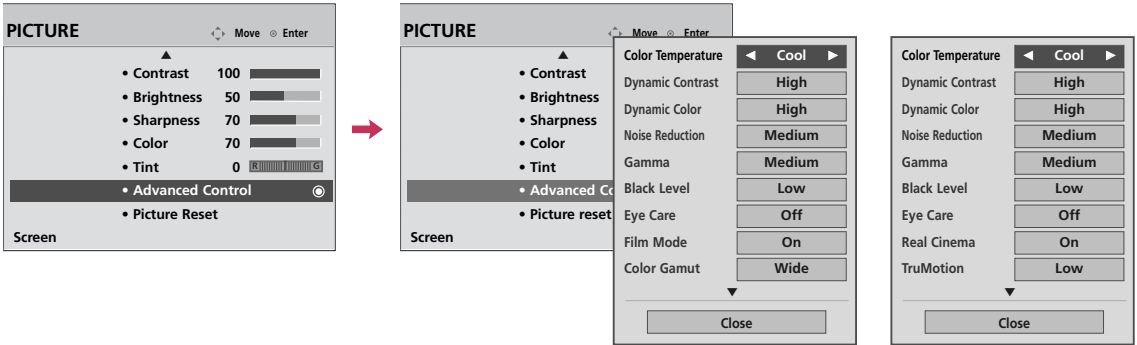 PICTURE Move Enter
• Contrast 100
• Brightness 50
• Sharpness 70
• Color 70
• Tint 0 R G
• Advanced Control
• Picture Reset
Screen
PICTURE Move Enter
• Contrast
• Brightness
• Sharpness
• Color
• Tint
• Advanced Co
• Picture reset
Screen
Color Temperature Cool
Dynamic Contrast High
Dynamic Color High
Noise Reduction Medium
Gamma Medium
Black Level Low
Eye Care Off
Film Mode On
Color Gamut Wide
Close
Color Temperature Cool
Dynamic Contrast High
Dynamic Color High
Noise Reduction Medium
Gamma Medium
Black Level Low
Eye Care Off
Real Cinema On
TruMotion Low
Close